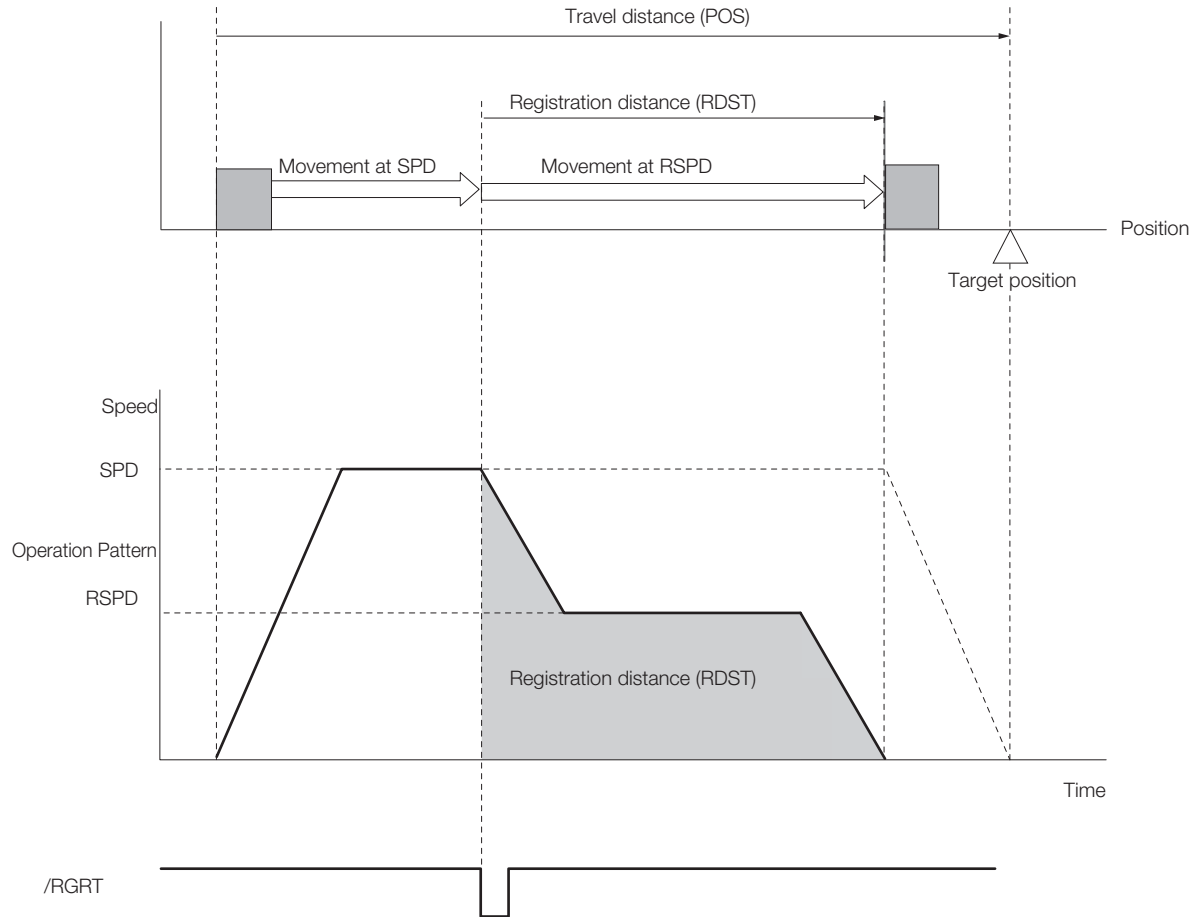 Travel distance (POS)
Registration distance (RDST)
Movement at SPD
Movement at RSPD
Position
Target position
Speed
SPD
Operation Pattern
RSPD
Registration distance (RDST)
Time
/RGRT